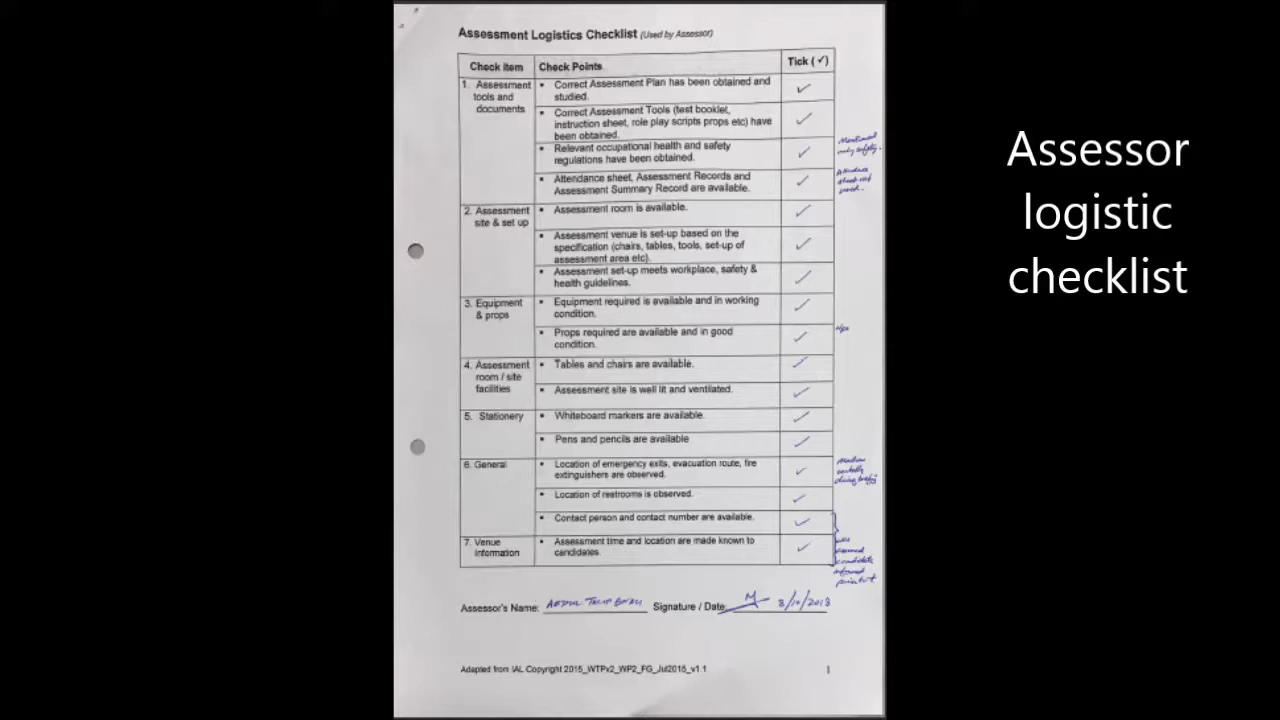 Assessment Logistics Checklist (Used by Assessor)
Check item Check Points Tick (✓)
1. Assessment tools and documents
• Correct Assessment Plan has been obtained and
studied. ✓
• Correct Assessment Tools (test booklet,
instruction sheet, role play scripts props etc) have
been obtained. ✓
• Relevant occupational health and safety
regulations have been obtained. ✓
Mentioned
only safety.
• Attendance sheet, Assessment Records and
Assessment Summary Record are available. ✓
Attendance
2. Assessment site & set up
• Assessment room is available. ✓
• Assessment venue is set-up based on the
specification (chairs, tables, tools, set-up of
assessment area etc). ✓
• Assessment set-up meets workplace, safety &
health guidelines. ✓
3. Equipment & props
• Equipment required is available and in working
condition. ✓
• Props required are available and in good
condition. ✓
4. Assessment room / site facilities
• Tables and chairs are available. ✓
• Assessment site is well lit and ventilated. ✓
5. Stationery
• Whiteboard markers are available. ✓
• Pens and pencils are available ✓
6. General
• Location of emergency exits, evacuation route, fire
extinguishers are observed. ✓
during
• Location of restrooms is observed. ✓
• Contact person and contact number are available. ✓
7. Venue information
• Assessment time and location are made known to
candidates. ✓
candidate
informed
Assessor's Name: Signature / Date: 8/10/2018
Adapted from IAL Copyright 2015_WTPv2_WP2_FG_Jul2015_v1.1 1
Assessor
logistic
checklist